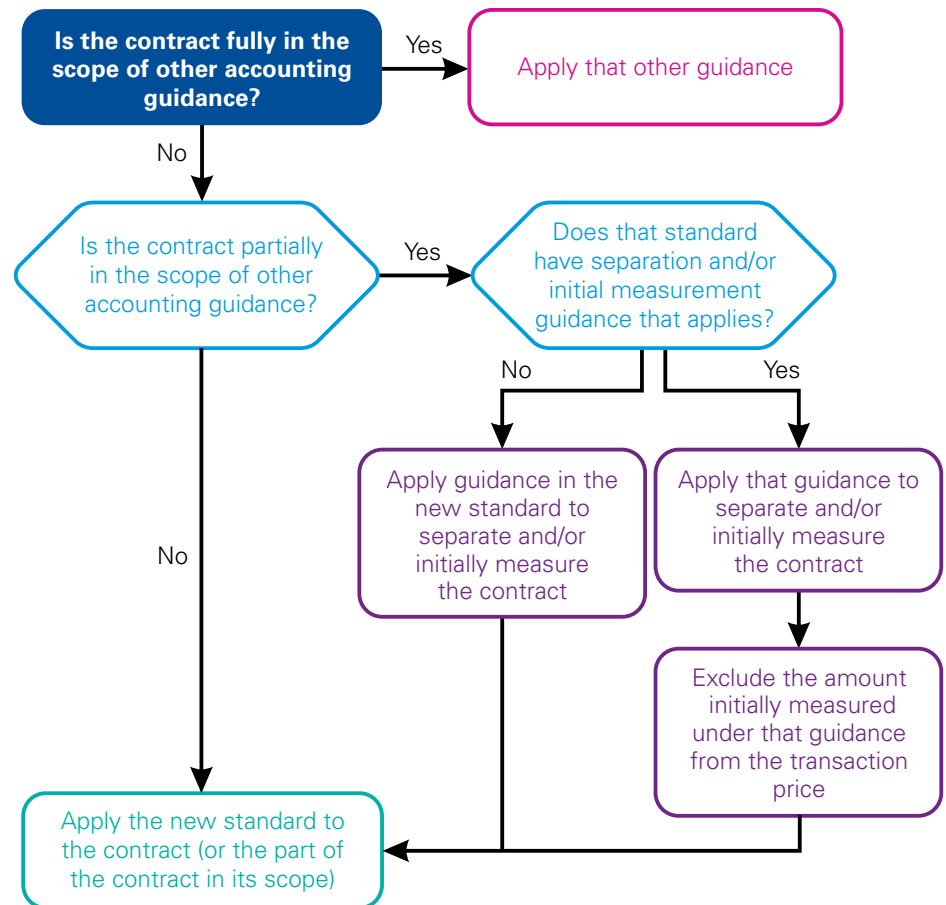 Is the contract fully in the
scope of other accounting
guidance?
Yes
Apply that other guidance
No
Is the contract partially
in the scope of other
accounting guidance?
Yes
Does that standard
have separation and/or
initial measurement
guidance that applies?
No
Yes
Apply guidance in the
new standard to
separate and/or
initially measure
the contract
Apply that guidance to
separate and/or
initially measure
the contract
No
Exclude the amount
initially measured
under that guidance
from the transaction
price
Apply the new standard to
the contract (or the part of
the contract in its scope)